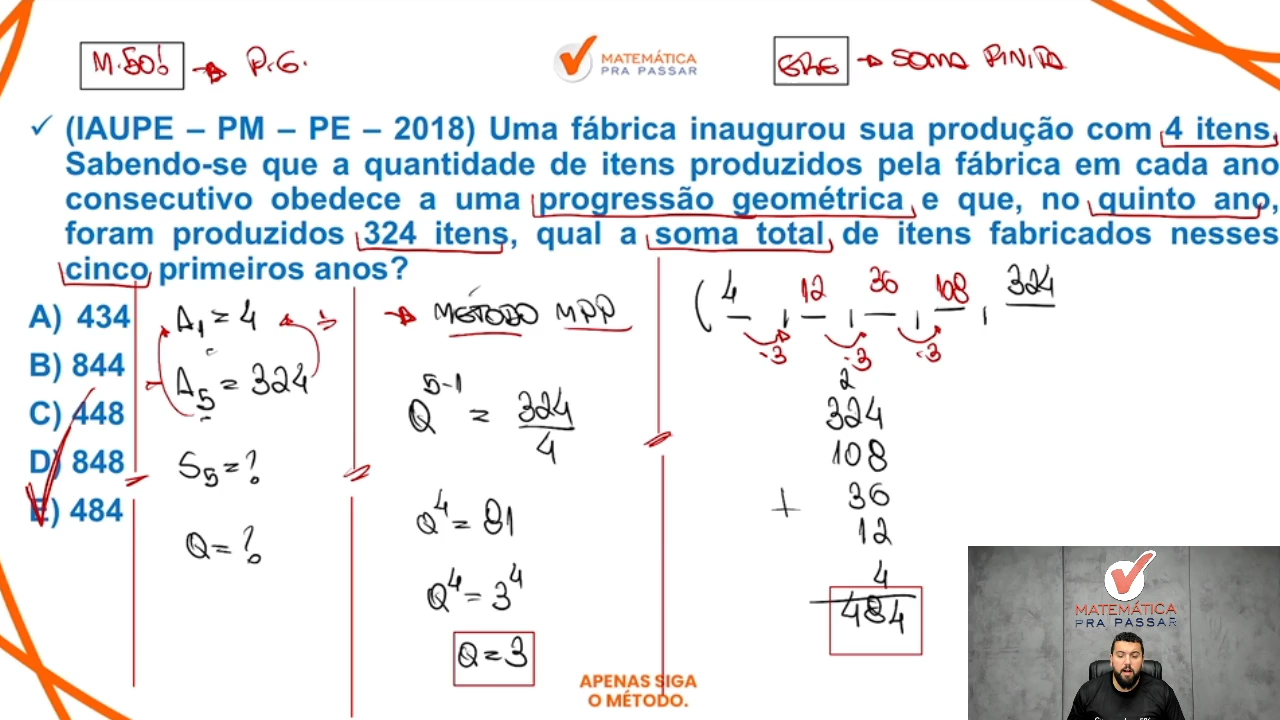 M.50! → P.G.
MATEMÁTICA
PRA PASSAR
→ SOMA FINITA
✓ (IAUPE – PM – PE – 2018) Uma fábrica inaugurou sua produção com 4 itens.
Sabendo-se que a quantidade de itens produzidos pela fábrica em cada ano
consecutivo obedece a uma progressão geométrica e que, no quinto ano,
foram produzidos 324 itens, qual a soma total de itens fabricados nesses
cinco primeiros anos?
A) 434
B) 844
C) 448
D) 848
E) 484
A₁ = 4
A₅ = 324
S₅ = ?
Q = ?
→ MÉTODO MPP
Q⁵⁻¹ = 324/4
Q⁴ = 81
Q⁴ = 3⁴
Q = 3
(4, 12, 36, 108, 324
·3 ·3 ·3
2
324
108
+ 36
12
4
484
MATEMÁTICA
PRA PASSAR
APENAS SIGA
O MÉTODO.